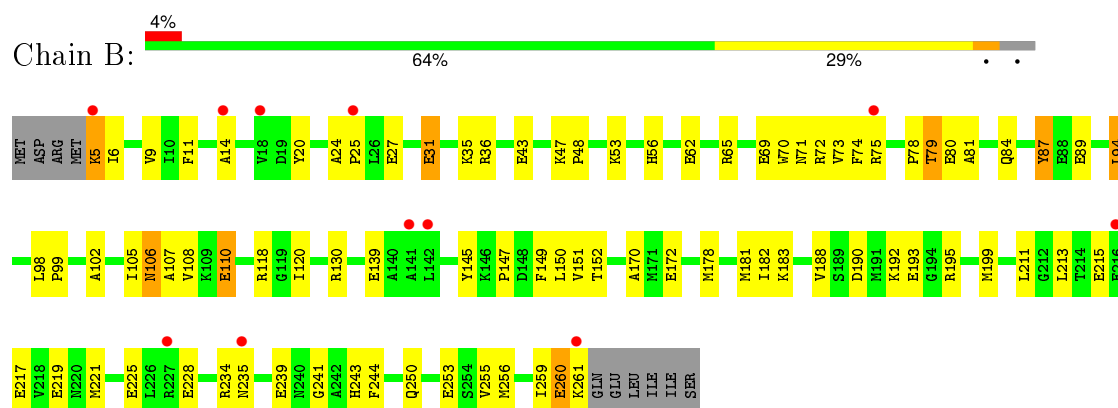 4%
Chain B:
64% 29% • •
MET ASP ARG MET K5 I6 V9 I10 F11 A14 V18 D19 Y20 A24 P25 L26 E27 E31 K35 R36 E43 K47 P48 K53 H56 E62 R65 E69 W70 N71 R72 V73 F74 R75 P78 T79 E80 A81 Q84 Y87 E88 E89 L94
L98 P99 A102 I105 N106 A107 V108 K109 E110 R118 G119 I120 R130 E139 A140 A141 L142 Y145 K146 P147 D148 F149 L150 V151 T152 A170 M171 E172 M178 M181 I182 K183 V188 S189 D190 M191 K192 E193 G194 R195 M199 L211 G212 L213 T214 E215
E217 V218 E219 N220 M221 E225 L226 R227 E228 R234 N235 E239 N240 G241 A242 H243 F244 Q250 E253 S254 V255 M256 I259 E260 K261 GLN GLU LEU ILE ILE SER